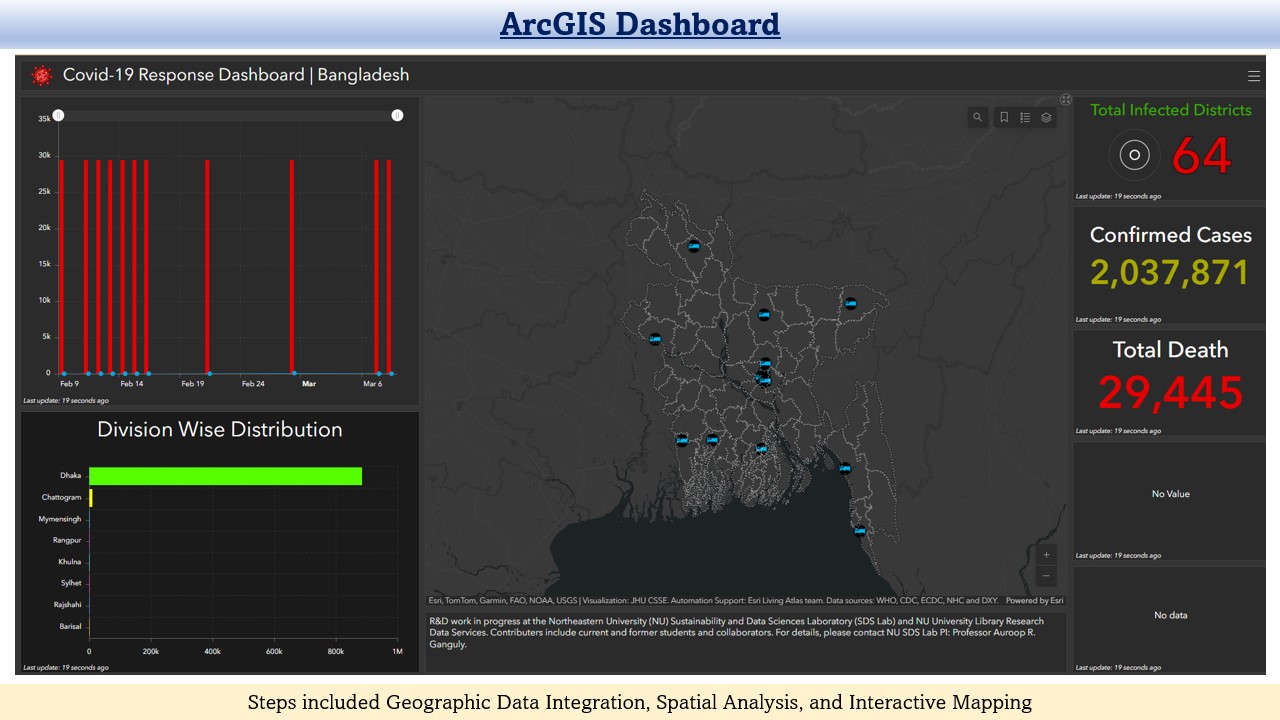 ArcGIS Dashboard
Covid-19 Response Dashboard | Bangladesh
35k
30k
25k
20k
15k
10k
5k
0
Feb 9
Feb 14
Feb 19
Feb 24
Mar
Mar 6
Last update: 19 seconds ago
Division Wise Distribution
Dhaka
Chattogram
Mymensingh
Rangpur
Khulna
Sylhet
Rajshahi
Barisal
0
200k
400k
600k
800k
1M
Last update: 19 seconds ago
Esri, TomTom, Garmin, FAO, NOAA, USGS | Visualization: JHU CSSE. Automation Support: Esri Living Atlas team. Data sources: WHO, CDC, ECDC, NHC and DXY. Powered by Esri
R&D work in progress at the Northeastern University (NU) Sustainability and Data Sciences Laboratory (SDS Lab) and NU University Library Research
Data Services. Contributers include current and former students and collaborators. For details, please contact NU SDS Lab PI: Professor Auroop R.
Ganguly.
Total Infected Districts
64
Last update: 19 seconds ago
Confirmed Cases
2,037,871
Last update: 19 seconds ago
Total Death
29,445
Last update: 19 seconds ago
No Value
Last update: 19 seconds ago
No data
Last update: 19 seconds ago
Steps included Geographic Data Integration, Spatial Analysis, and Interactive Mapping